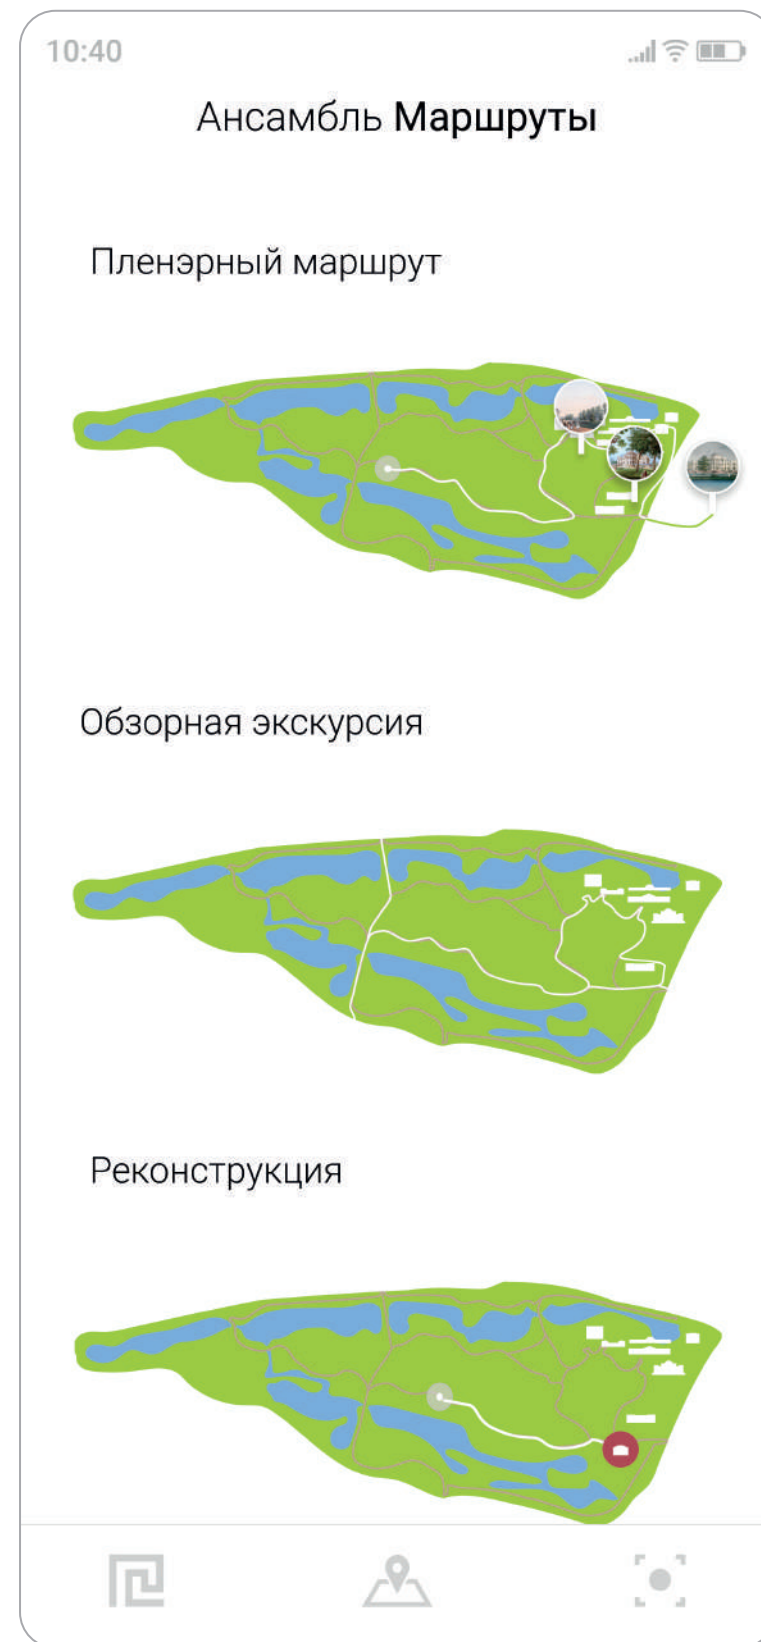 10:40
Ансамбль Маршруты
Пленэрный маршрут
Обзорная экскурсия
Реконструкция